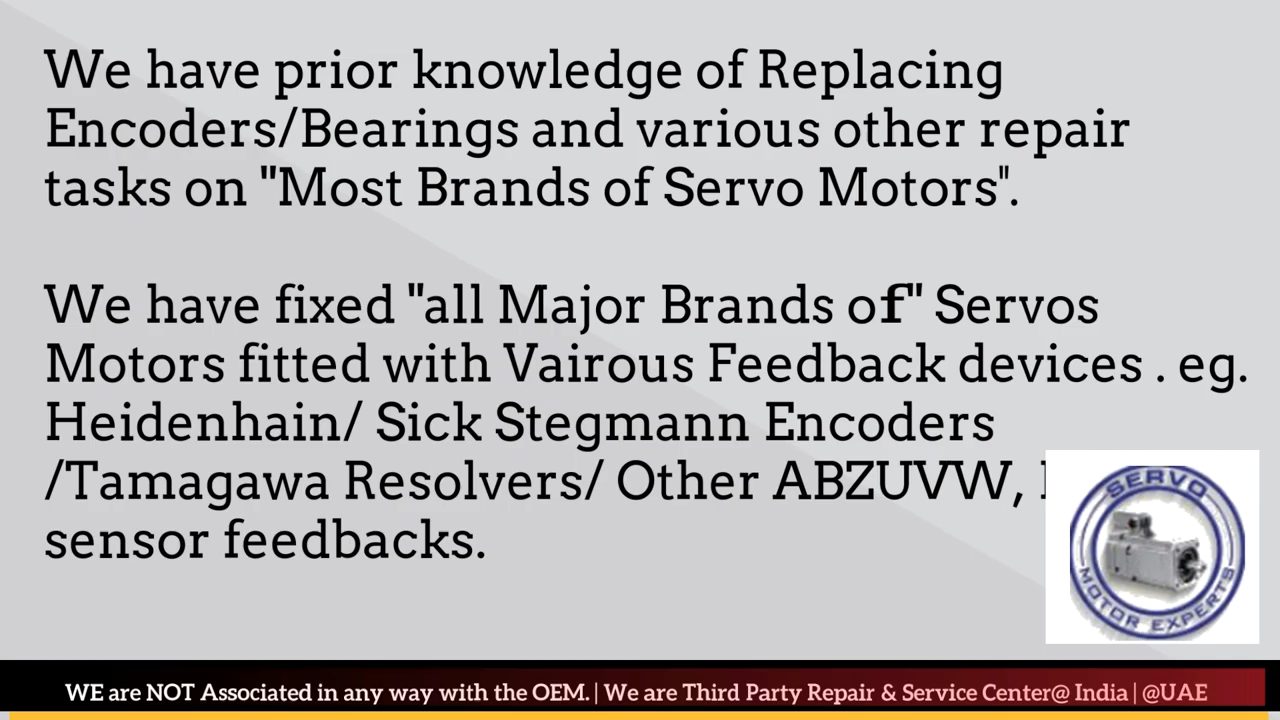 We have prior knowledge of Replacing
Encoders/Bearings and various other repair
tasks on "Most Brands of Servo Motors".
We have fixed "all Major Brands of" Servos
Motors fitted with Vairous Feedback devices . eg.
Heidenhain/ Sick Stegmann Encoders
/Tamagawa Resolvers/ Other ABZUVW,
sensor feedbacks.
SERVO
MOTOR EXPERTS
WE are NOT Associated in any way with the OEM. | We are Third Party Repair & Service Center@ India | @UAE